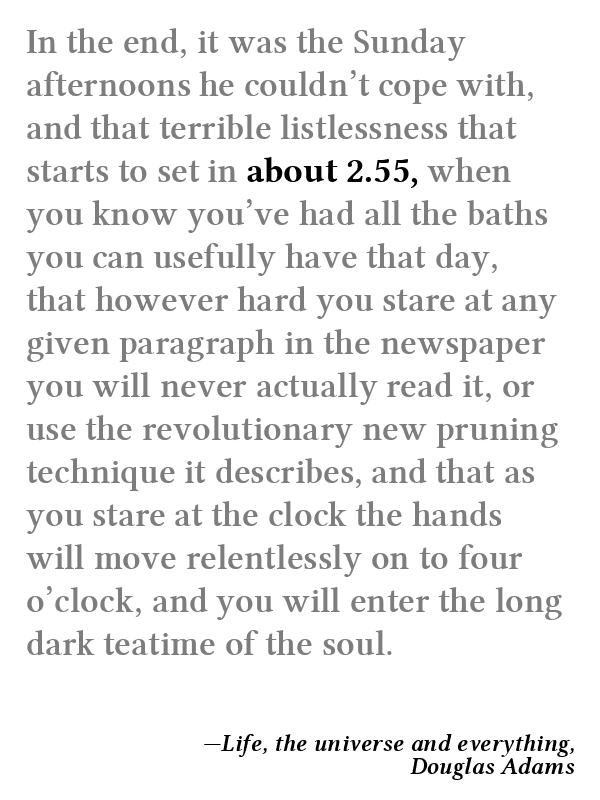 In the end, it was the Sunday
afternoons he couldn’t cope with,
and that terrible listlessness that
starts to set in about 2.55, when
you know you’ve had all the baths
you can usefully have that day,
that however hard you stare at any
given paragraph in the newspaper
you will never actually read it, or
use the revolutionary new pruning
technique it describes, and that as
you stare at the clock the hands
will move relentlessly on to four
o’clock, and you will enter the long
dark teatime of the soul.
—Life, the universe and everything,
Douglas Adams